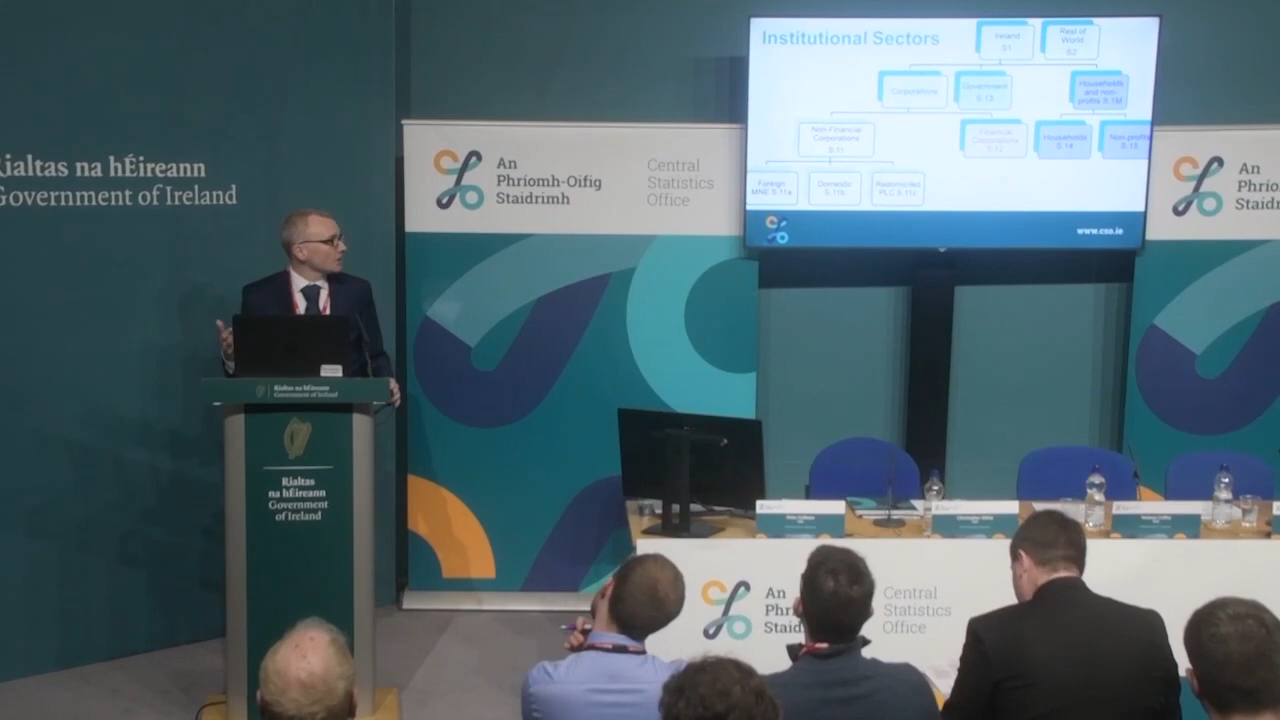 Rialtas na hÉireann
Government of Ireland
An
Phríomh-Oifig
Staidrimh
Central
Statistics
Office
Institutional Sectors
Ireland
S1
Rest of
World
S2
Corporations
Government
S.13
Households
and non-
profits S.1M
Non-Financial
Corporations
S.11
Financial
Corporations
S.12
Households
S.14
Non-profits
S.15
Foreign
MNE S.11a
Domestic
S.11b
Redomiciled
PLC S.11c
www.cso.ie
An
Rialtas na hÉireann
Government of Ireland
Rialtas
na hÉireann
Government
of Ireland
An
Central
Statistics
Office